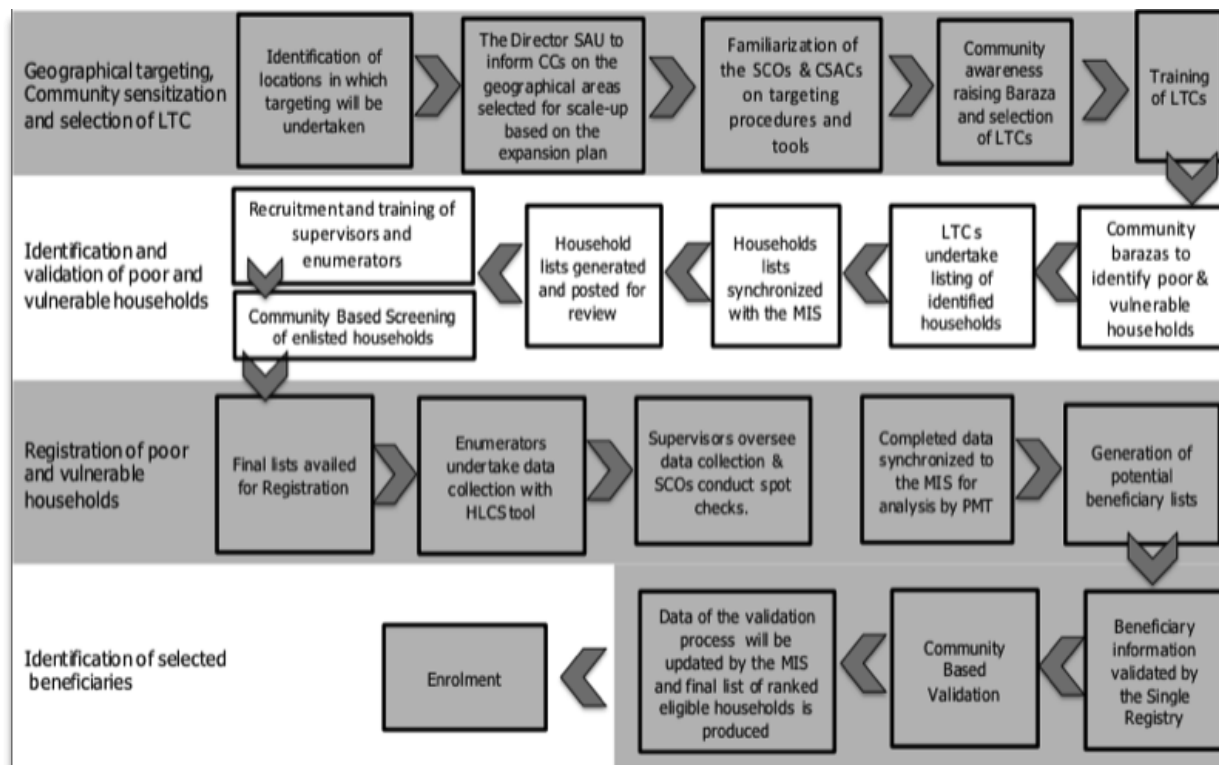 Geographical targeting,
Community sensitization
and selection of LTC
Identification of
locations in which
targeting will be
undertaken
The Director SAU to
inform CCs on the
geographical areas
selected for scale-up
based on the
expansion plan
Familiarization of
the SCOs & CSACs
on targeting
procedures and
tools
Community
awareness
raising Baraza
and selection
of LTCs
Training
of LTCs
Identification and
validation of poor and
vulnerable households
Recruitment and training of
supervisors and
enumerators
Community Based Screening
of enlisted households
Household
lists generated
and posted for
review
Households
lists
synchronized
with the MIS
LTCs
undertake
listing of
identified
households
Community
barazas to
identify poor &
vulnerable
households
Registration of poor
and vulnerable
households
Final lists availed
for Registration
Enumerators
undertake data
collection with
HLCS tool
Supervisors oversee
data collection &
SCOs conduct spot
checks.
Completed data
synchronized to
the MIS for
analysis by PMT
Generation of
potential
beneficiary lists
Identification of selected
beneficiaries
Enrolment
Data of the validation
process will be
updated by the MIS
and final list of ranked
eligible households is
produced
Community
Based
Validation
Beneficiary
information
validated by
the Single
Registry